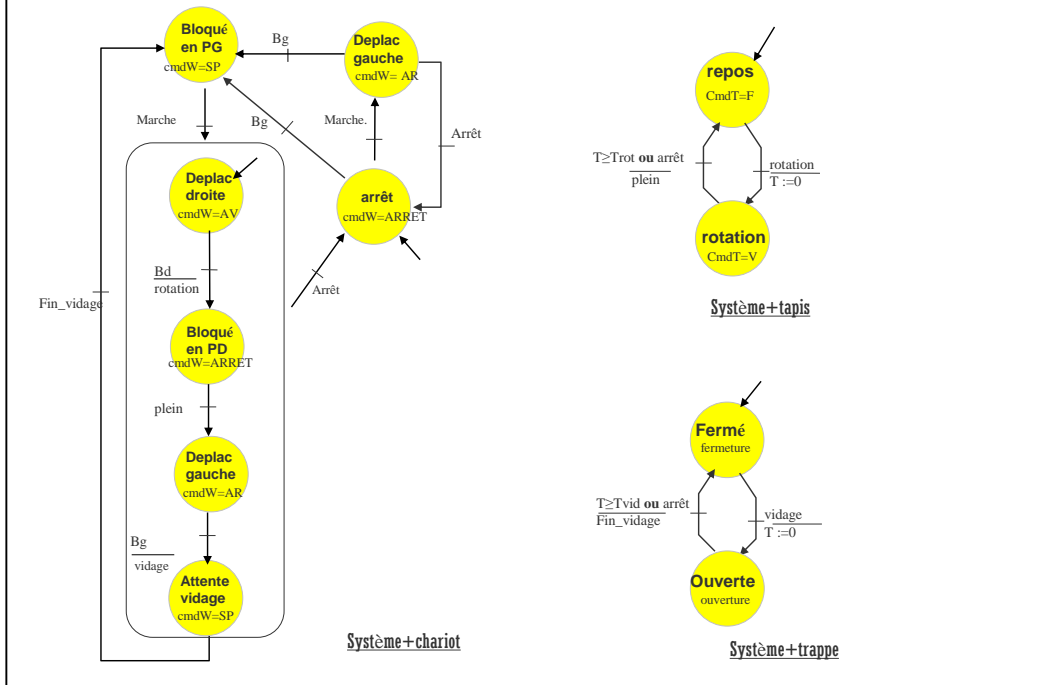 Bloqué
en PG
cmdW=SP
Bg
Deplac
gauche
cmdW= AR
Marche
Bg
Marche.
Arrêt
Deplac
droite
cmdW=AV
arrêt
cmdW=ARRET
Bd
rotation
Arrêt
Fin_vidage
Bloqué
en PD
cmdW=ARRET
plein
Deplac
gauche
cmdW=AR
Bg
vidage
Attente
vidage
cmdW=SP
Système+chariot
repos
CmdT=F
T≥Trot ou arrêt
plein
rotation
T :=0
rotation
CmdT=V
Système+tapis
Fermé
fermeture
T≥Tvid ou arrêt
Fin_vidage
vidage
T :=0
Ouverte
ouverture
Système+trappe